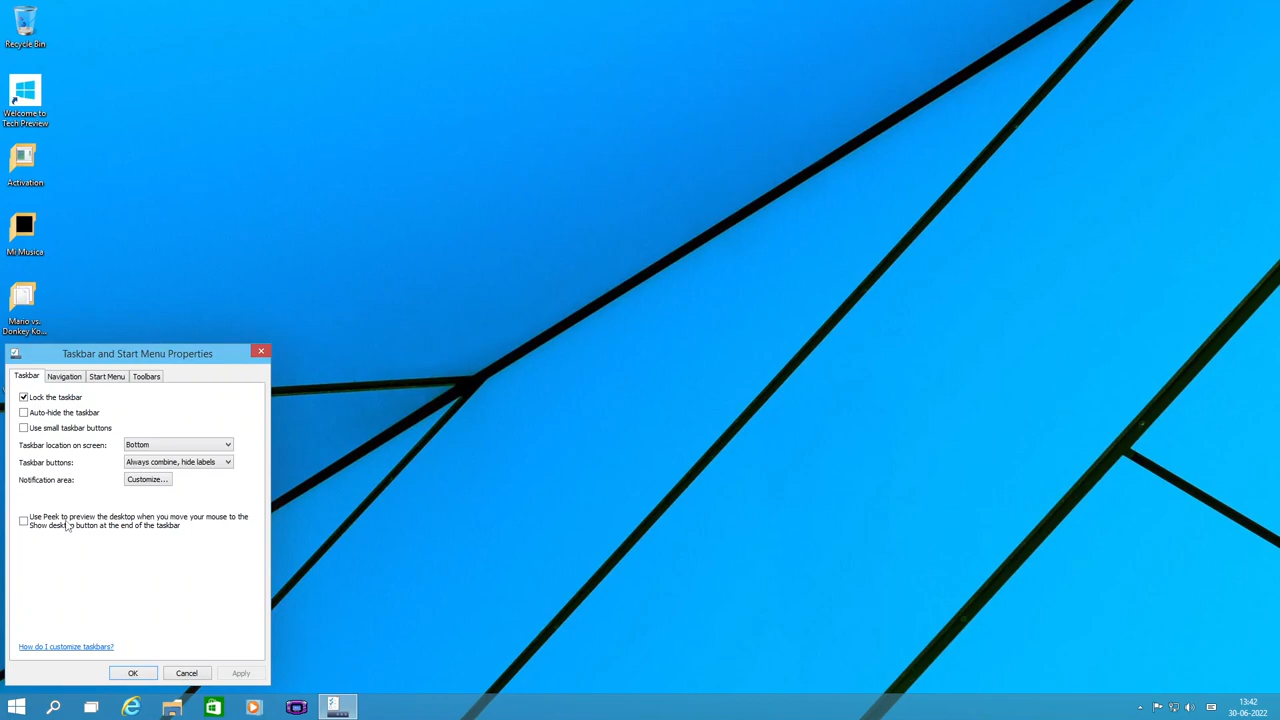 Recycle Bin
Welcome to
Tech Preview
Activation
Mi Musica
Mario vs.
Donkey Ko...
Taskbar and Start Menu Properties
Taskbar
Navigation
Start Menu
Toolbars
Lock the taskbar
Auto-hide the taskbar
Use small taskbar buttons
Taskbar location on screen:
Bottom
Taskbar buttons:
Always combine, hide labels
Notification area:
Customize...
Use Peek to preview the desktop when you move your mouse to the
Show desktop button at the end of the taskbar
How do I customize taskbars?
OK
Cancel
Apply
13:42
30-06-2022